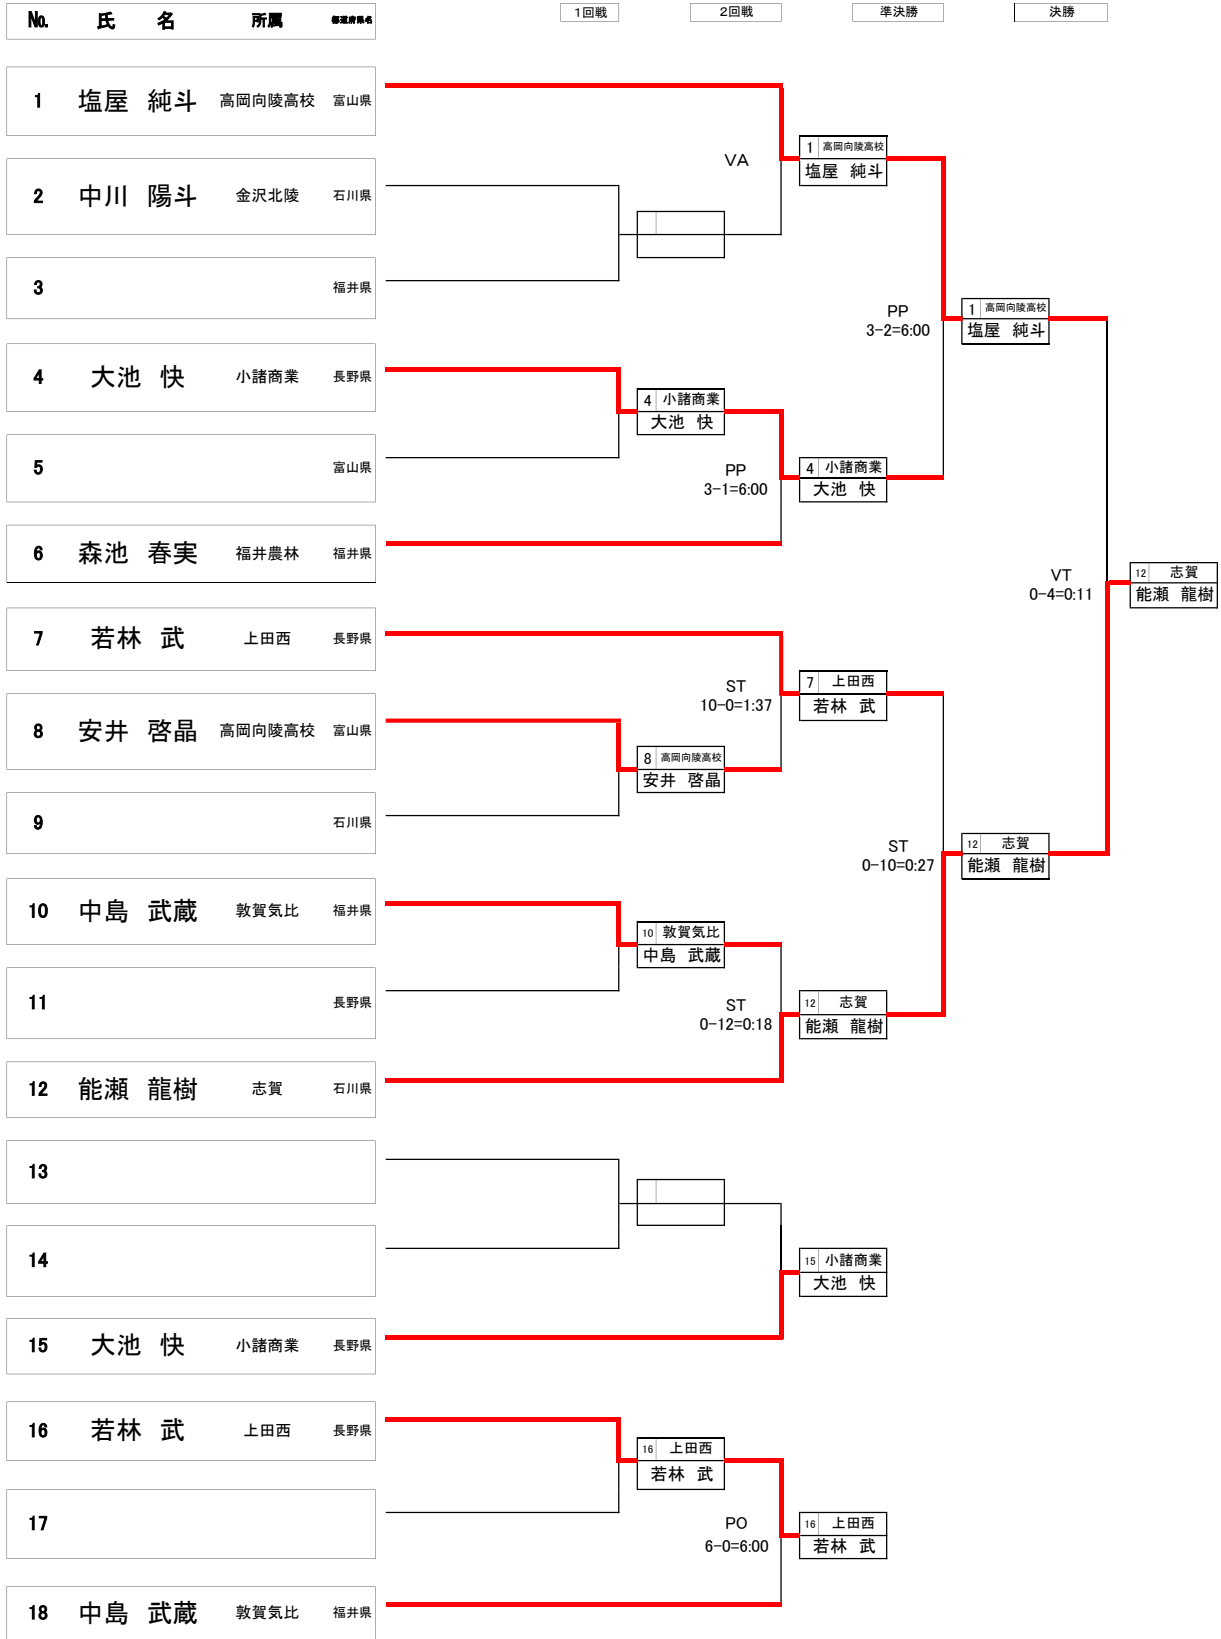 No. 氏 名 所属 都道府県名 1回戦 2回戦 準決勝 決勝
1 塩屋 純斗 高岡向陵高校 富山県
1 高岡向陵高校
VA
塩屋 純斗
2 中川 陽斗 金沢北陵 石川県
3 福井県
1 高岡向陵高校
PP
塩屋 純斗
3-2=6:00
4 大池 快 小諸商業 長野県
4 小諸商業
大池 快
5 富山県
4 小諸商業
PP
大池 快
3-1=6:00
6 森池 春実 福井農林 福井県
12 志賀
VT
能瀬 龍樹
0-4=0:11
7 若林 武 上田西 長野県
7 上田西
ST
若林 武
10-0=1:37
8 安井 啓晶 高岡向陵高校 富山県
8 高岡向陵高校
安井 啓晶
9 石川県
12 志賀
ST
能瀬 龍樹
0-10=0:27
10 中島 武蔵 敦賀気比 福井県
10 敦賀気比
中島 武蔵
11 長野県
12 志賀
ST
能瀬 龍樹
0-12=0:18
12 能瀬 龍樹 志賀 石川県
13
14
15 小諸商業
大池 快
15 大池 快 小諸商業 長野県
16 若林 武 上田西 長野県
16 上田西
若林 武
17
16 上田西
PO
若林 武
6-0=6:00
18 中島 武蔵 敦賀気比 福井県